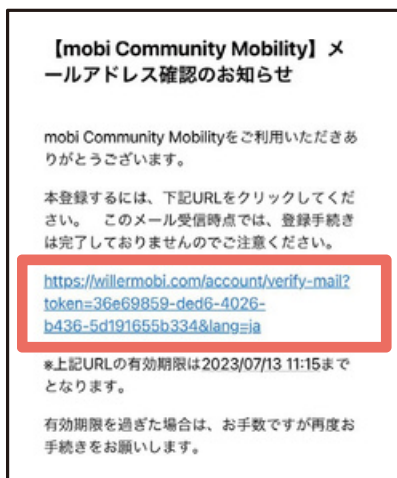 【mobi Community Mobility】メ
ールアドレス確認のお知らせ
mobi Community Mobilityをご利用いただきあ
りがとうございます。
本登録するには、下記URLをクリックしてくだ
さい。　このメール受信時点では、登録手続き
は完了しておりませんのでご注意ください。
https://willermobi.com/account/verify-mail?
token=36e69859-ded6-4026-
b436-5d191655b334&lang=ja
※上記URLの有効期限は2023/07/13 11:15まで
となります。
有効期限を過ぎた場合は、お手数ですが再度お
手続きをお願いします。